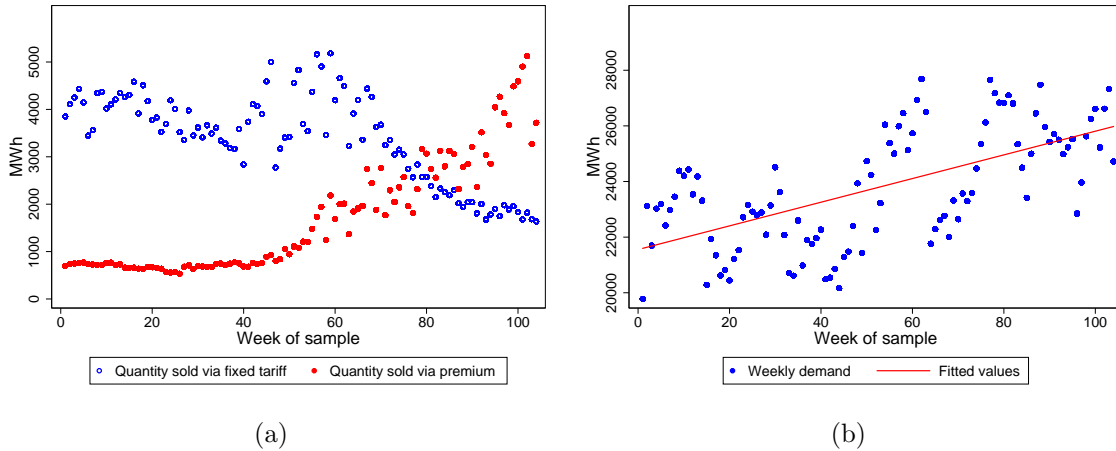 MWh
5000
4000
3000
2000
1000
0
0 20 40 60 80 100
Week of sample
Quantity sold via fixed tariff Quantity sold via premium
(a)
MWh
28000
26000
24000
22000
20000
0 20 40 60 80 100
Week of sample
Weekly demand Fitted values
(b)